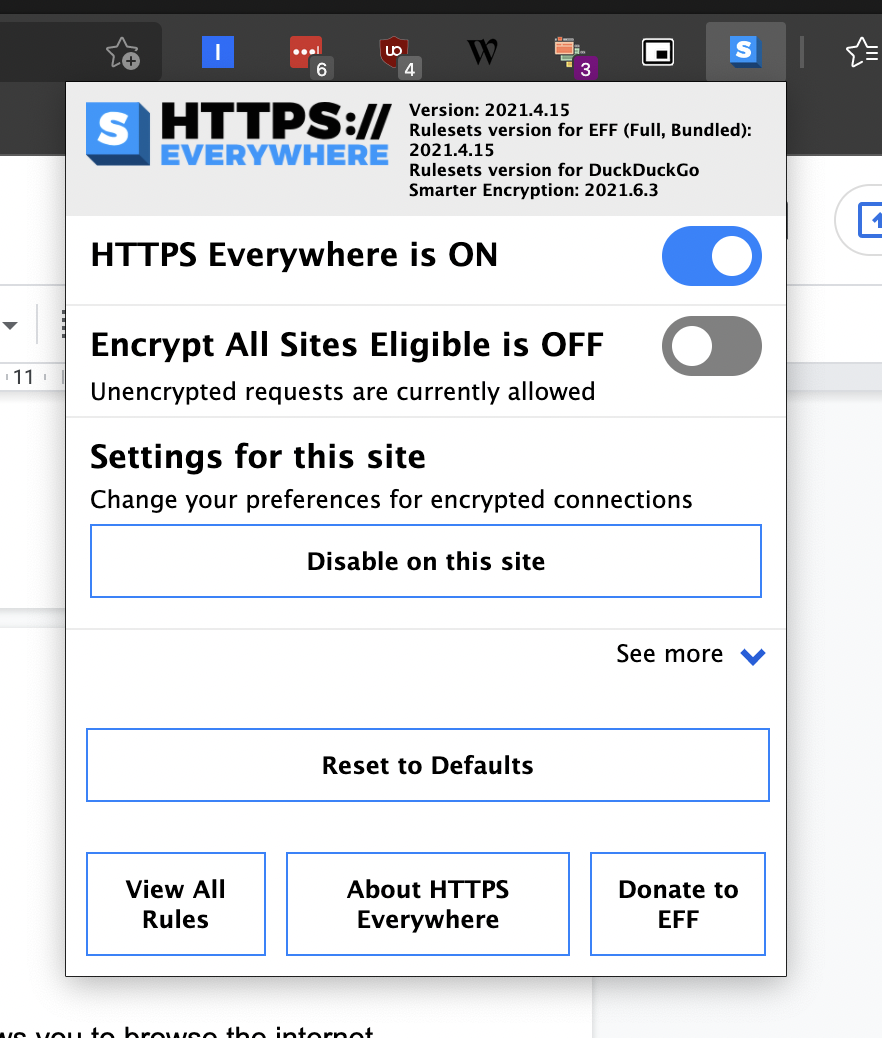 I
6
UD
4
W
3
S
S HTTPS://
EVERYWHERE
Version: 2021.4.15
Rulesets version for EFF (Full, Bundled):
2021.4.15
Rulesets version for DuckDuckGo
Smarter Encryption: 2021.6.3
HTTPS Everywhere is ON
Encrypt All Sites Eligible is OFF
Unencrypted requests are currently allowed
11
Settings for this site
Change your preferences for encrypted connections
Disable on this site
See more
Reset to Defaults
View All
Rules
About HTTPS
Everywhere
Donate to
EFF
you to browse the internet